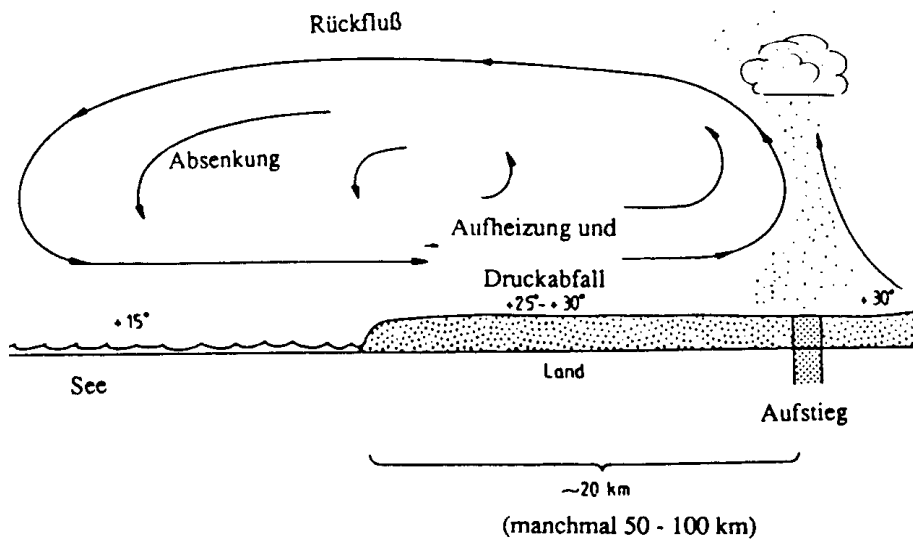 Rückfluß
Absenkung
Aufheizung und
Druckabfall
+15°
+25°- +30°
+30°
See
Land
Aufstieg
~20 km
(manchmal 50 - 100 km)